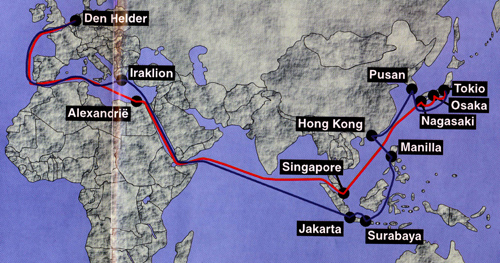 Den Helder
Iraklion
Alexandrië
Pusan
Tokio
Osaka
Nagasaki
Hong Kong
Manilla
Singapore
Jakarta
Surabaya